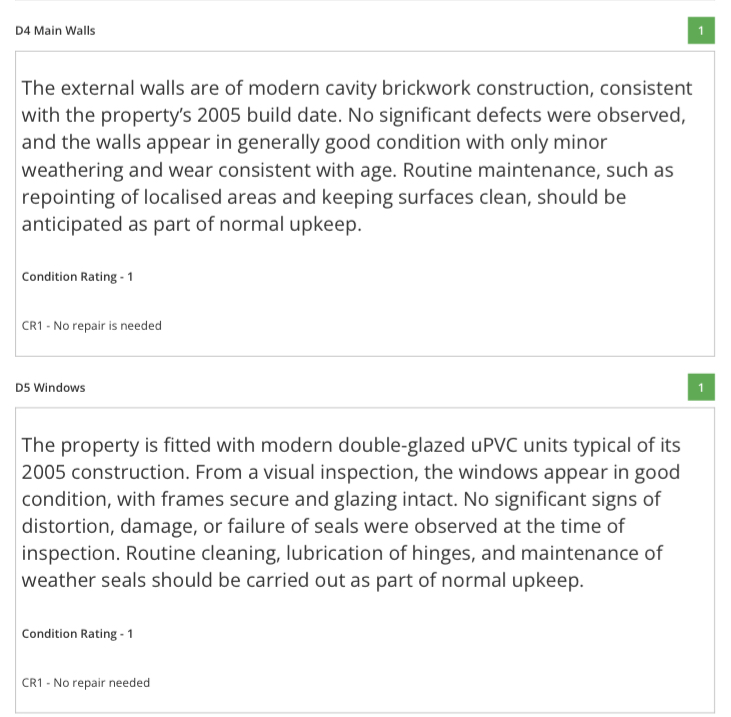 D4 Main Walls
1
The external walls are of modern cavity brickwork construction, consistent
with the property’s 2005 build date. No significant defects were observed,
and the walls appear in generally good condition with only minor
weathering and wear consistent with age. Routine maintenance, such as
repointing of localised areas and keeping surfaces clean, should be
anticipated as part of normal upkeep.
Condition Rating - 1
CR1 - No repair is needed
D5 Windows
1
The property is fitted with modern double-glazed uPVC units typical of its
2005 construction. From a visual inspection, the windows appear in good
condition, with frames secure and glazing intact. No significant signs of
distortion, damage, or failure of seals were observed at the time of
inspection. Routine cleaning, lubrication of hinges, and maintenance of
weather seals should be carried out as part of normal upkeep.
Condition Rating - 1
CR1 - No repair needed